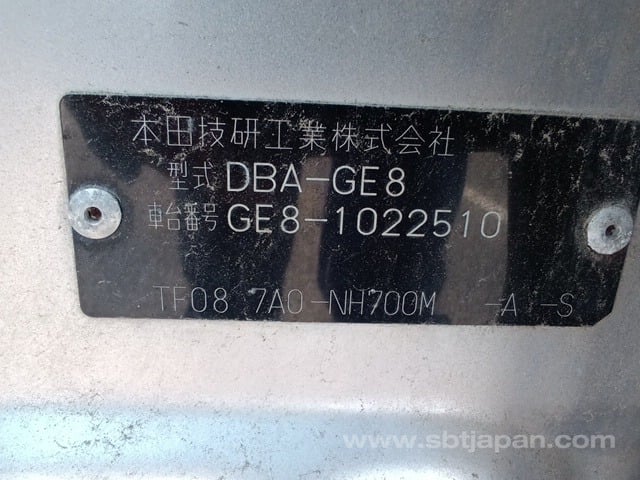 本田技研工業株式会社
型式 DBA-GE8
車台番号 GE8-1022510
TF08 7A0-NH700M -A -S
www.sbtjapan.com